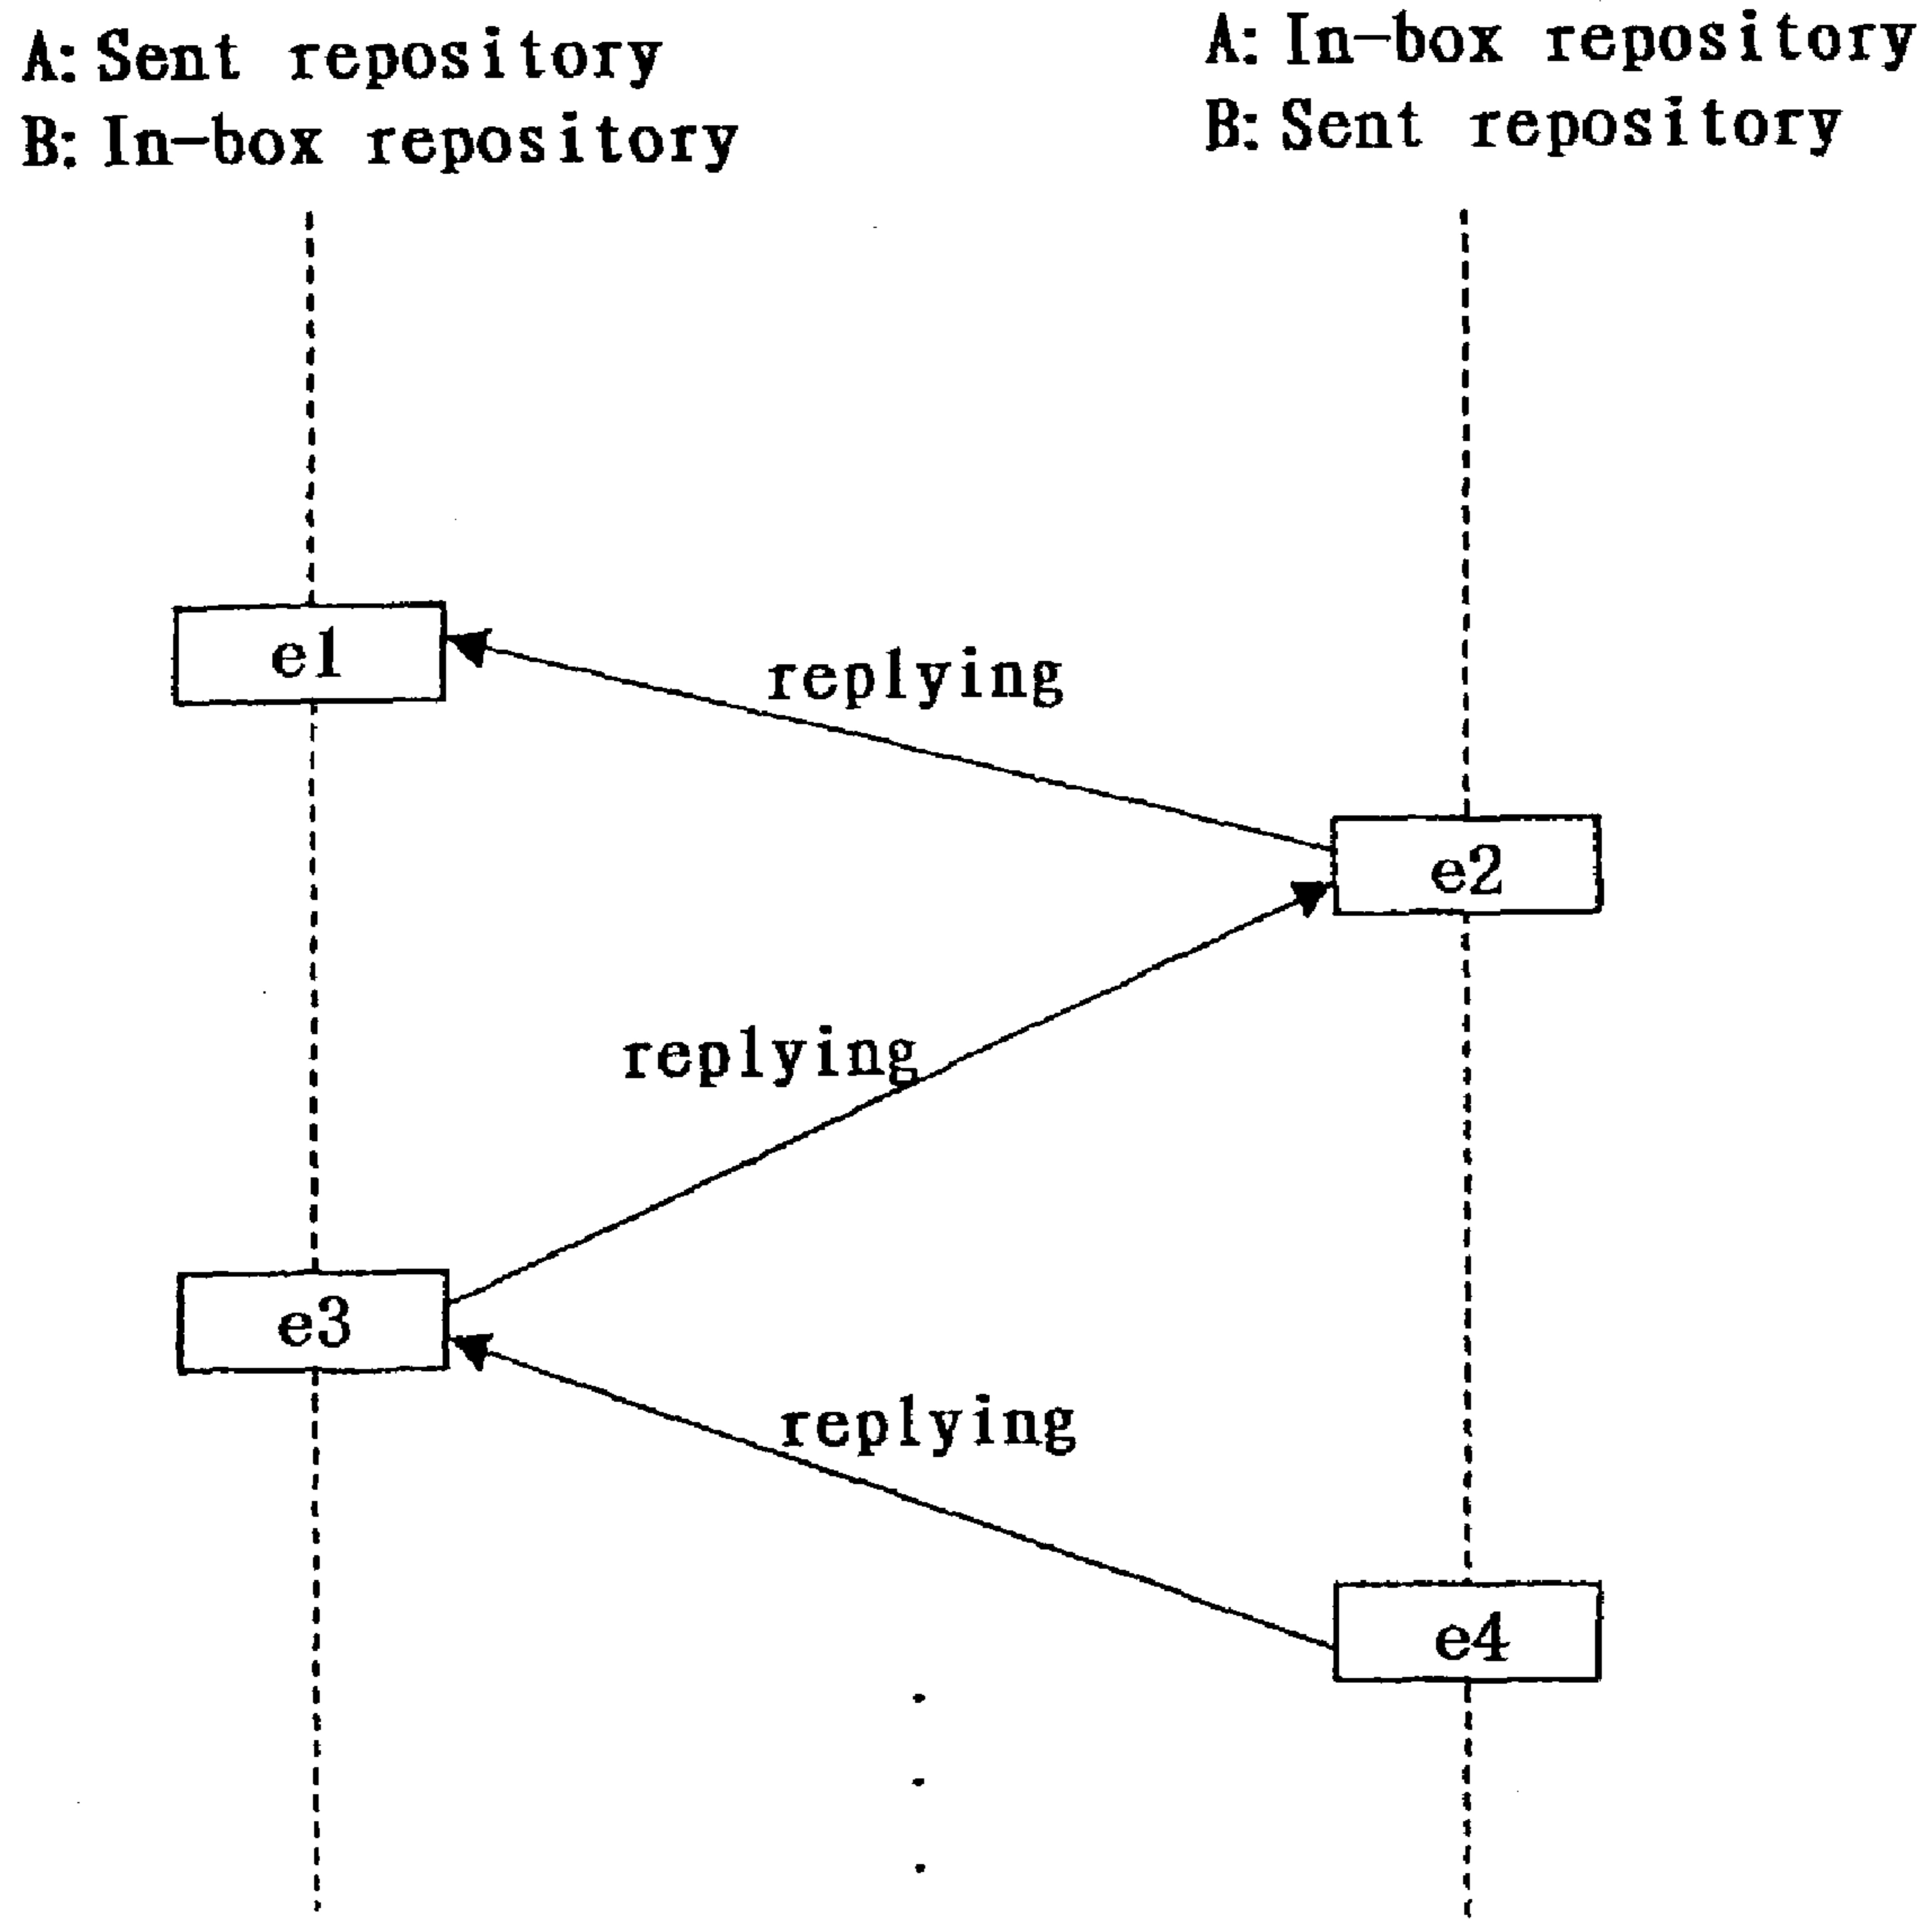 A: Sent repository
B: In-box repository
A: In-box repository
B: Sent repository
e1
replying
e2
replying
e3
replying
e4